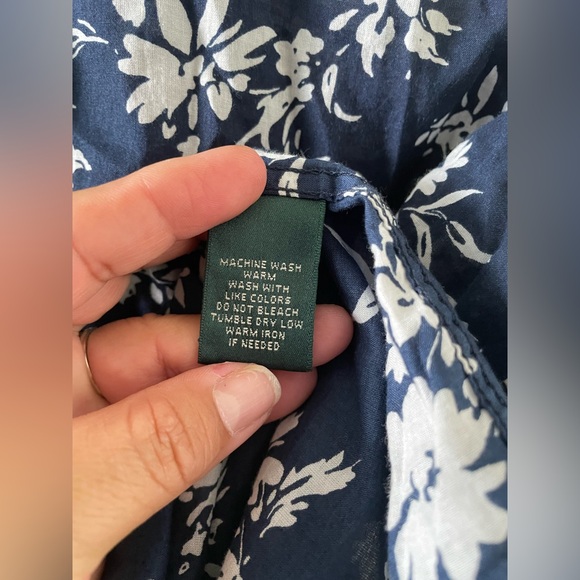 MACHINE WASH
WARM
WASH WITH
LIKE COLORS
DO NOT BLEACH
TUMBLE DRY LOW
WARM IRON
IF NEEDED